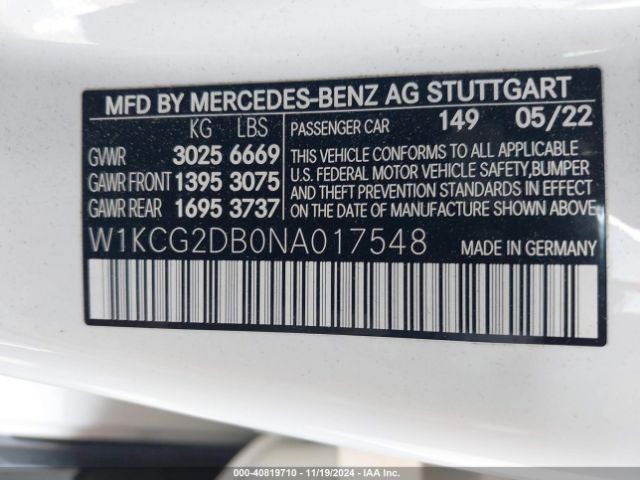 MFD BY MERCEDES-BENZ AG STUTTGART
KG LBS
GVWR 3025 6669
GAWR FRONT 1395 3075
GAWR REAR 1695 3737
PASSENGER CAR 149 05/22
THIS VEHICLE CONFORMS TO ALL APPLICABLE
U.S. FEDERAL MOTOR VEHICLE SAFETY,BUMPER
AND THEFT PREVENTION STANDARDS IN EFFECT
ON THE DATE OF MANUFACTURE SHOWN ABOVE.
W1KCG2DB0NA017548 MADE IN GERMANY
000-40819710 - 11/19/2024 - IAA Inc.